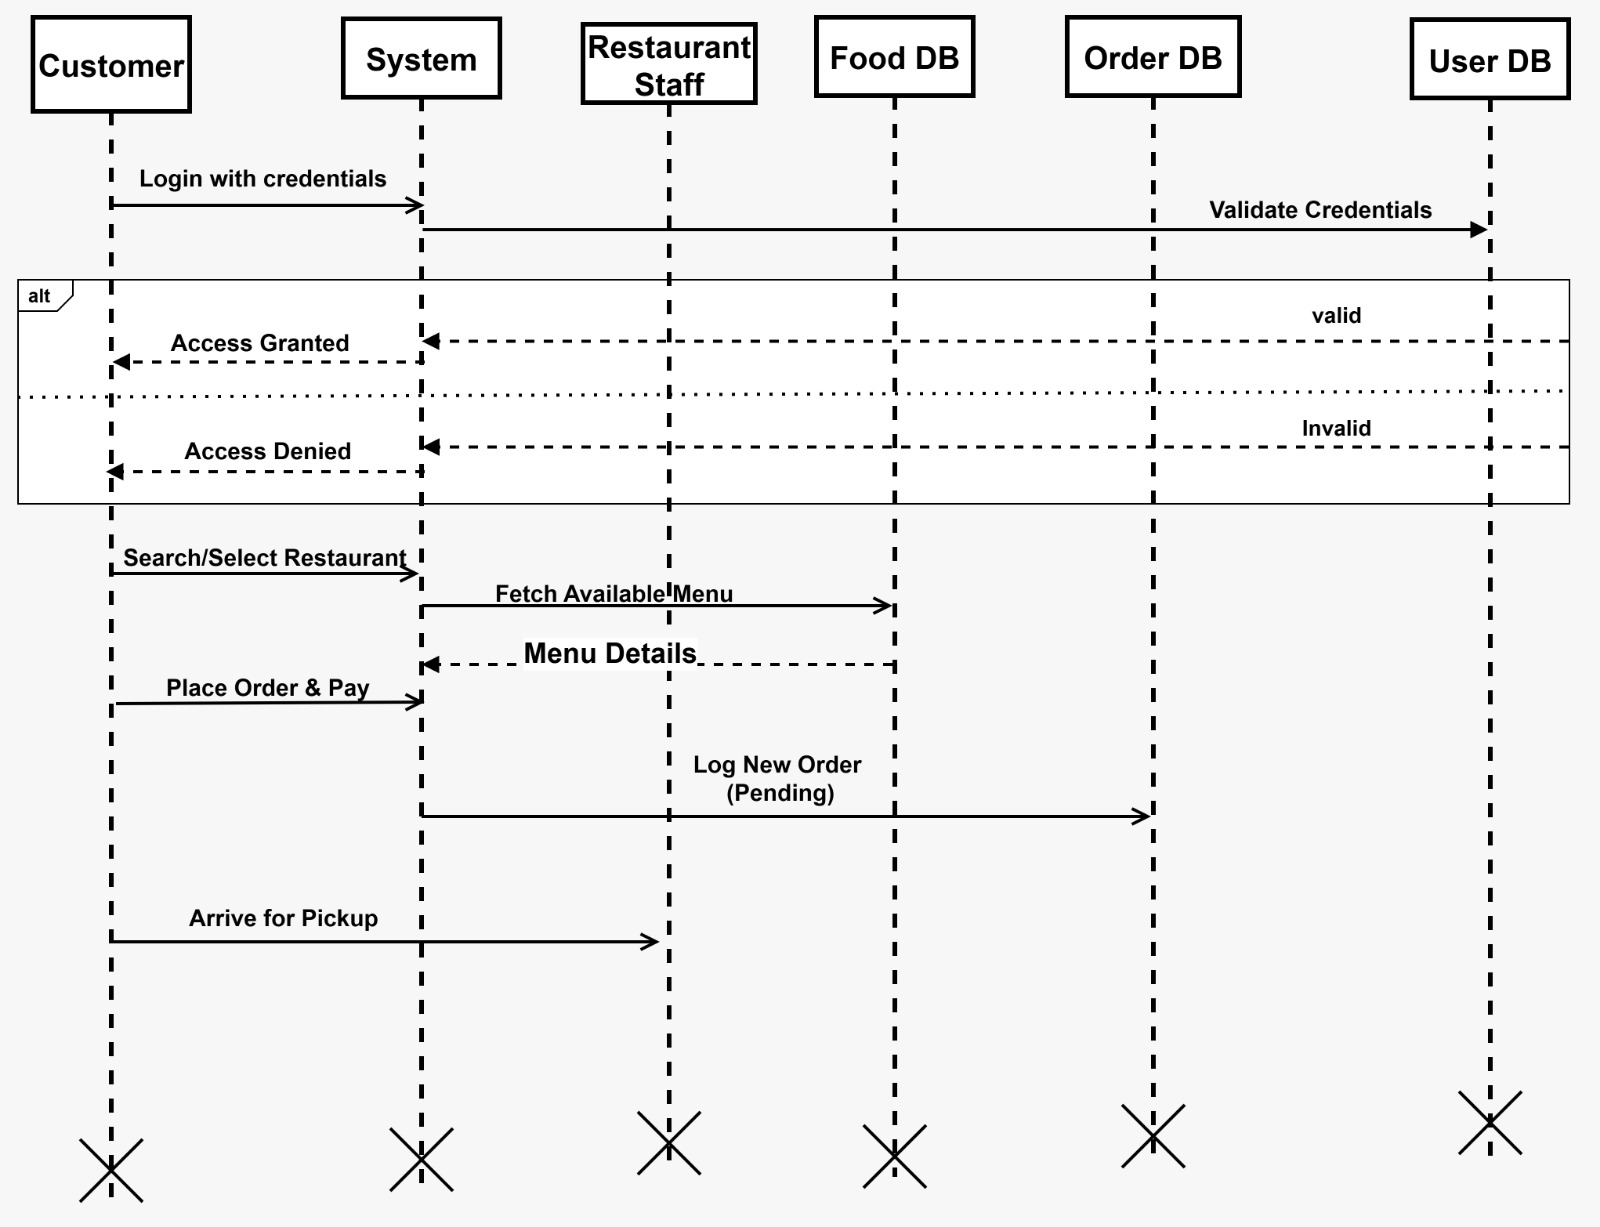 Customer
System
Restaurant
Staff
Food DB
Order DB
User DB
Login with credentials
Validate Credentials
alt
valid
Access Granted
Invalid
Access Denied
Search/Select Restaurant
Fetch Available Menu
Menu Details
Place Order & Pay
Log New Order
(Pending)
Arrive for Pickup